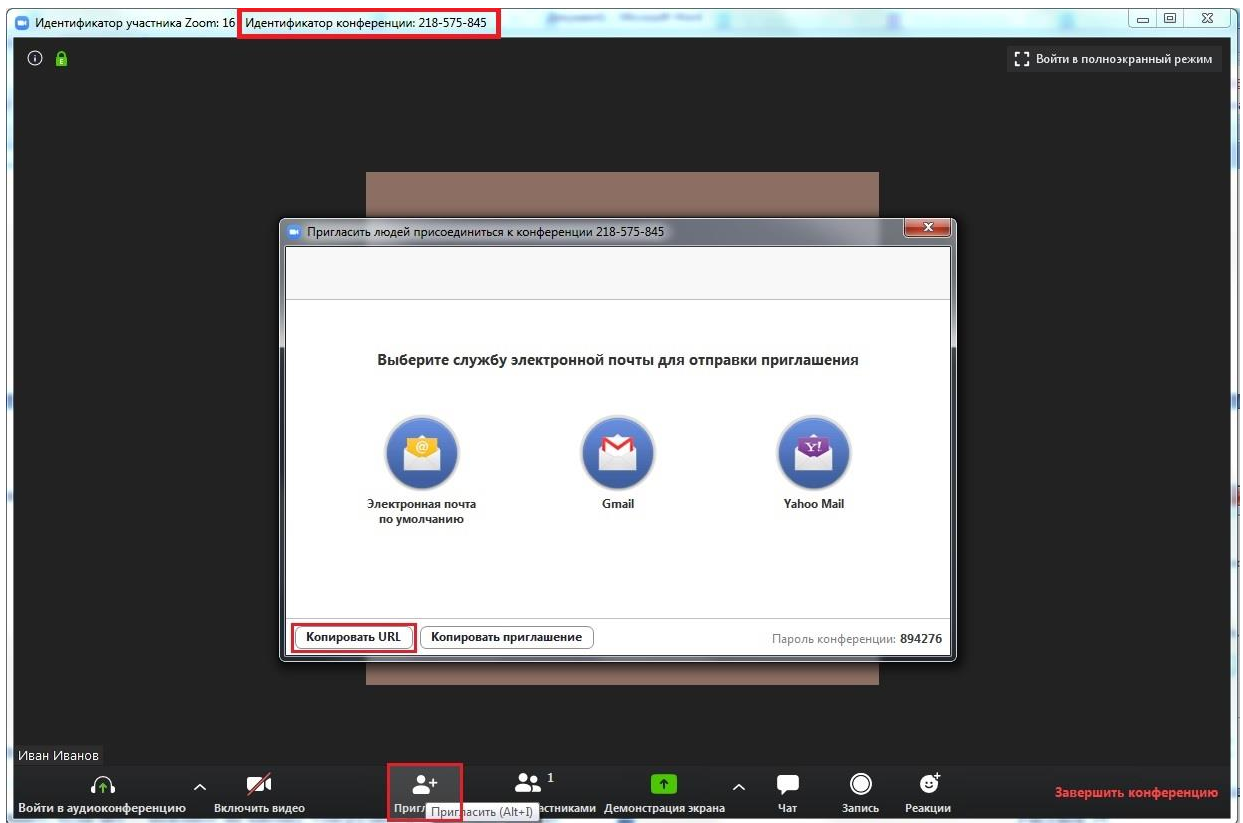 Идентификатор участника Zoom: 16 Идентификатор конференции: 218-575-845
Войти в полноэкранный режим
Пригласить людей присоединиться к конференции 218-575-845
Выберите службу электронной почты для отправки приглашения
Электронная почта
по умолчанию
Gmail
Yahoo Mail
Копировать URL
Копировать приглашение
Пароль конференции: 894276
Иван Иванов
1
Войти в аудиоконференцию
Включить видео
Пригл
Пригласить (Alt+I)
астниками
Демонстрация экрана
Чат
Запись
Реакции
Завершить конференцию